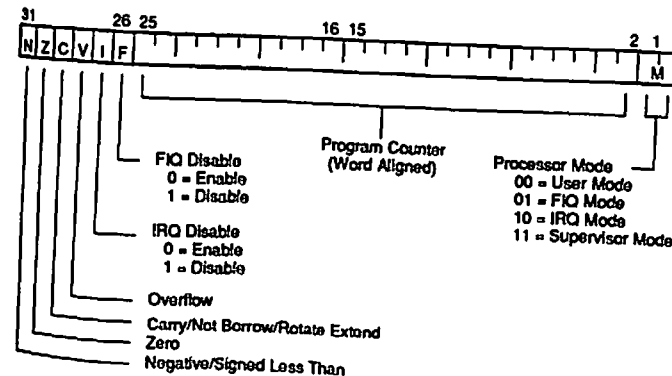 31 26 25 16 15 2 1
N Z C V I F M
Program Counter
(Word Aligned)
FIQ Disable
0 = Enable
1 = Disable
Processor Mode
00 = User Mode
01 = FIQ Mode
10 = IRQ Mode
11 = Supervisor Mode
IRQ Disable
0 = Enable
1 = Disable
Overflow
Carry/Not Borrow/Rotate Extend
Zero
Negative/Signed Less Than